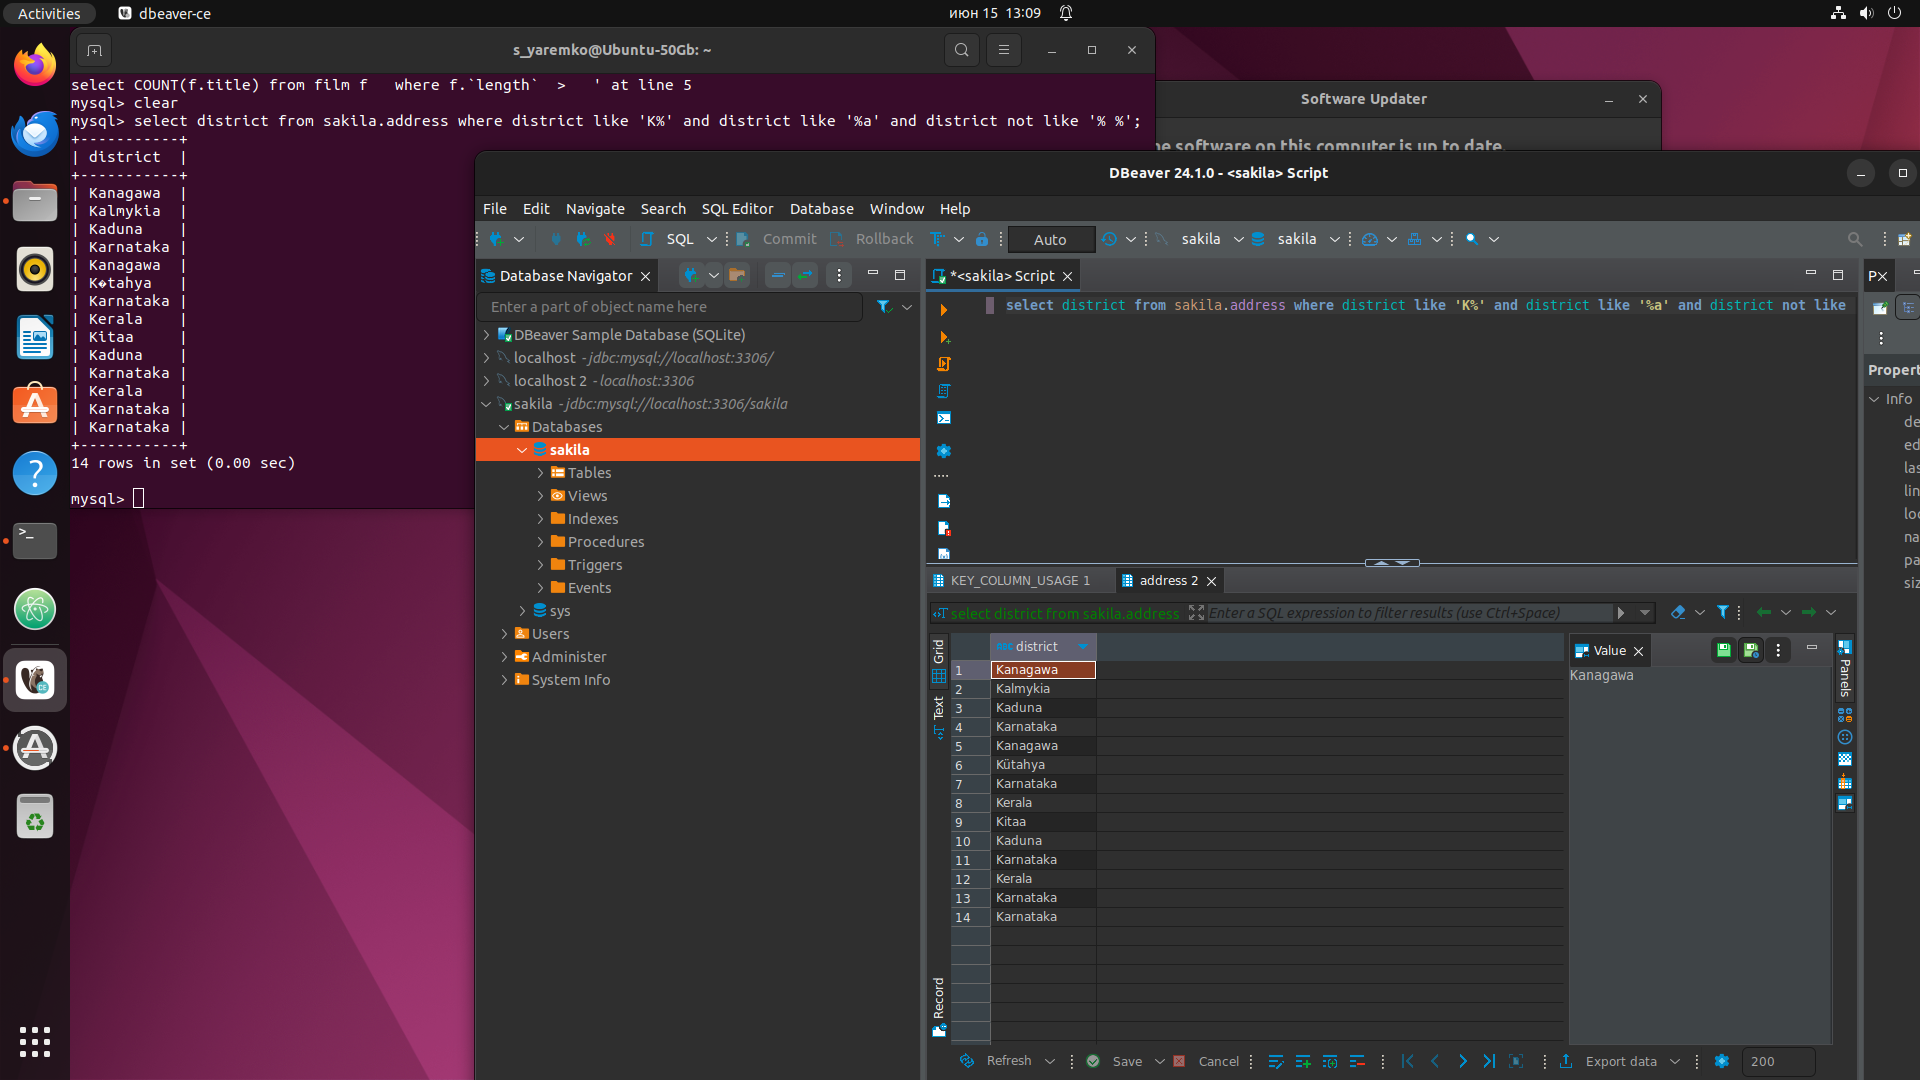 Activities
dbeaver-ce
июн 15 13:09
s_yaremko@Ubuntu-50Gb: ~
select COUNT(f.title) from film f   where f.`length`  >   ' at line 5
mysql> clear
mysql> select district from sakila.address where district like 'K%' and district like '%a' and district not like '% %';
+-----------+
| district  |
+-----------+
| Kanagawa  |
| Kalmykia  |
| Kaduna    |
| Karnataka |
| Kanagawa  |
| K�tahya   |
| Karnataka |
| Kerala    |
| Kitaa     |
| Kaduna    |
| Karnataka |
| Kerala    |
| Karnataka |
| Karnataka |
+-----------+
14 rows in set (0.00 sec)
mysql>
Software Updater
software on this computer is up to date.
DBeaver 24.1.0 - <sakila> Script
File Edit Navigate Search SQL Editor Database Window Help
SQL Commit Rollback Auto sakila sakila
Database Navigator
Enter a part of object name here
DBeaver Sample Database (SQLite)
localhost - jdbc:mysql://localhost:3306/
localhost 2 - localhost:3306
sakila - jdbc:mysql://localhost:3306/sakila
Databases
sakila
Tables
Views
Indexes
Procedures
Triggers
Events
sys
Users
Administer
System Info
*<sakila> Script
select district from sakila.address where district like 'K%' and district like '%a' and district not like
KEY_COLUMN_USAGE 1
address 2
select district from sakila.address
Enter a SQL expression to filter results (use Ctrl+Space)
Grid
Text
Record
district
1 Kanagawa
2 Kalmykia
3 Kaduna
4 Karnataka
5 Kanagawa
6 Kütahya
7 Karnataka
8 Kerala
9 Kitaa
10 Kaduna
11 Karnataka
12 Kerala
13 Karnataka
14 Karnataka
Value
Kanagawa
Panels
Refresh Save Cancel Export data 200
P
Propert
Info
de
ed
las
lin
loc
na
pa
siz